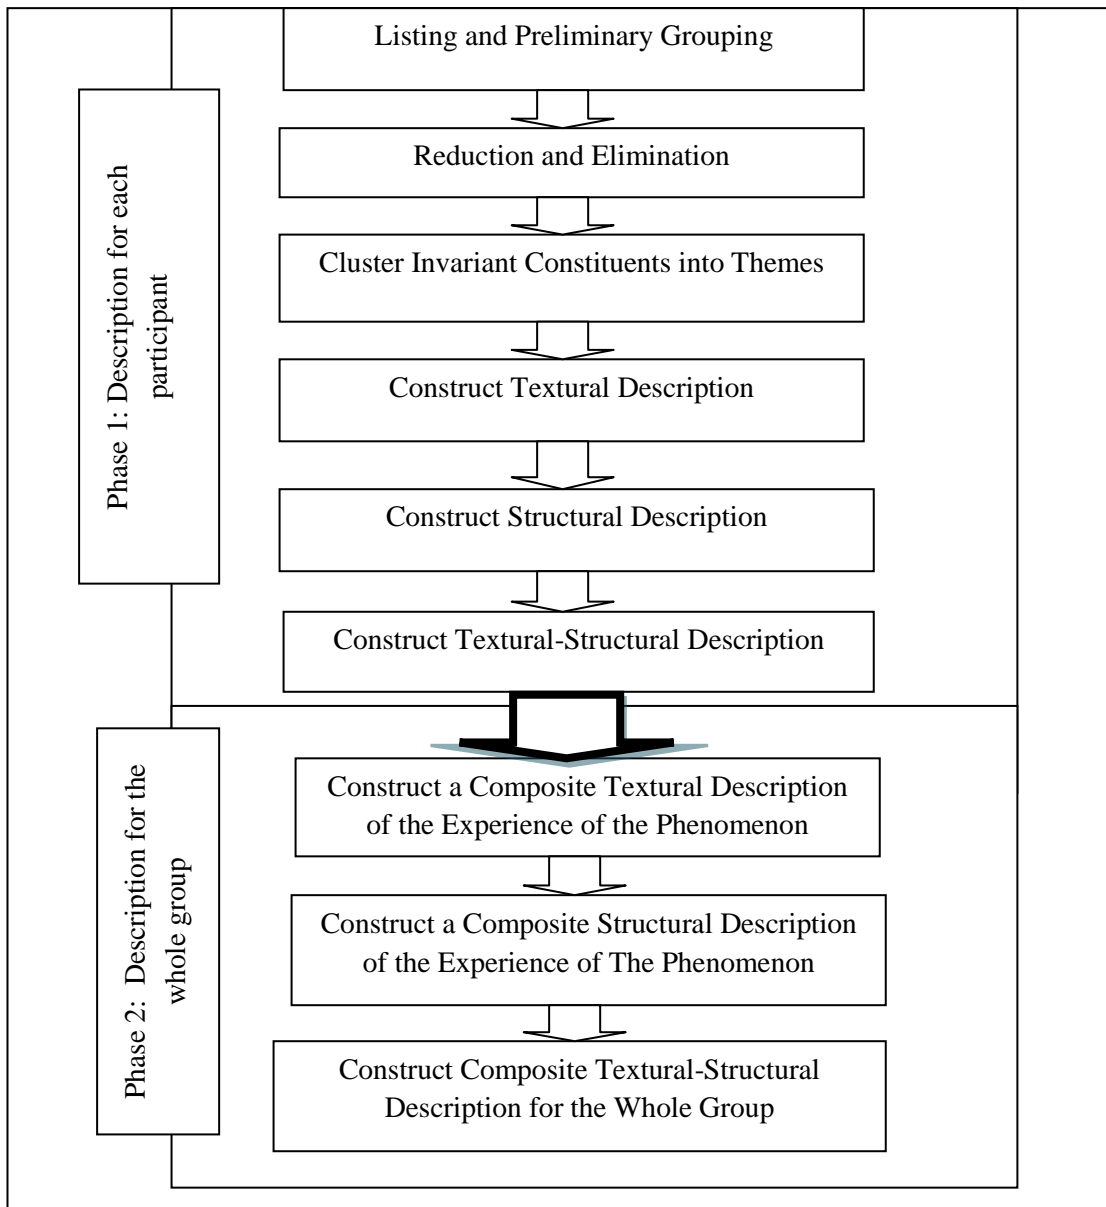 Listing and Preliminary Grouping
Phase 1: Description for each
participant
Reduction and Elimination
Cluster Invariant Constituents into Themes
Construct Textural Description
Construct Structural Description
Construct Textural-Structural Description
Phase 2:  Description for the
whole group
Construct a Composite Textural Description
of the Experience of the Phenomenon
Construct a Composite Structural Description
of the Experience of The Phenomenon
Construct Composite Textural-Structural
Description for the Whole Group